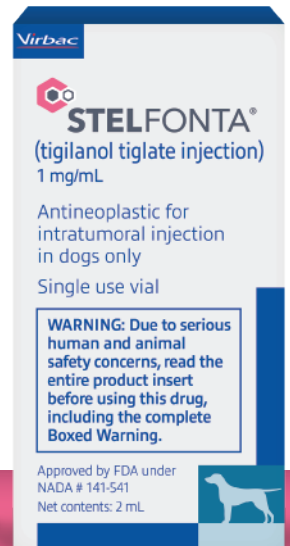 Virbac
STELFONTA®
(tigilanol tiglate injection)
1 mg/mL
Antineoplastic for
intratumoral injection
in dogs only
Single use vial
WARNING: Due to serious
human and animal
safety concerns, read the
entire product insert
before using this drug,
including the complete
Boxed Warning.
Approved by FDA under
NADA # 141-541
Net contents: 2 mL